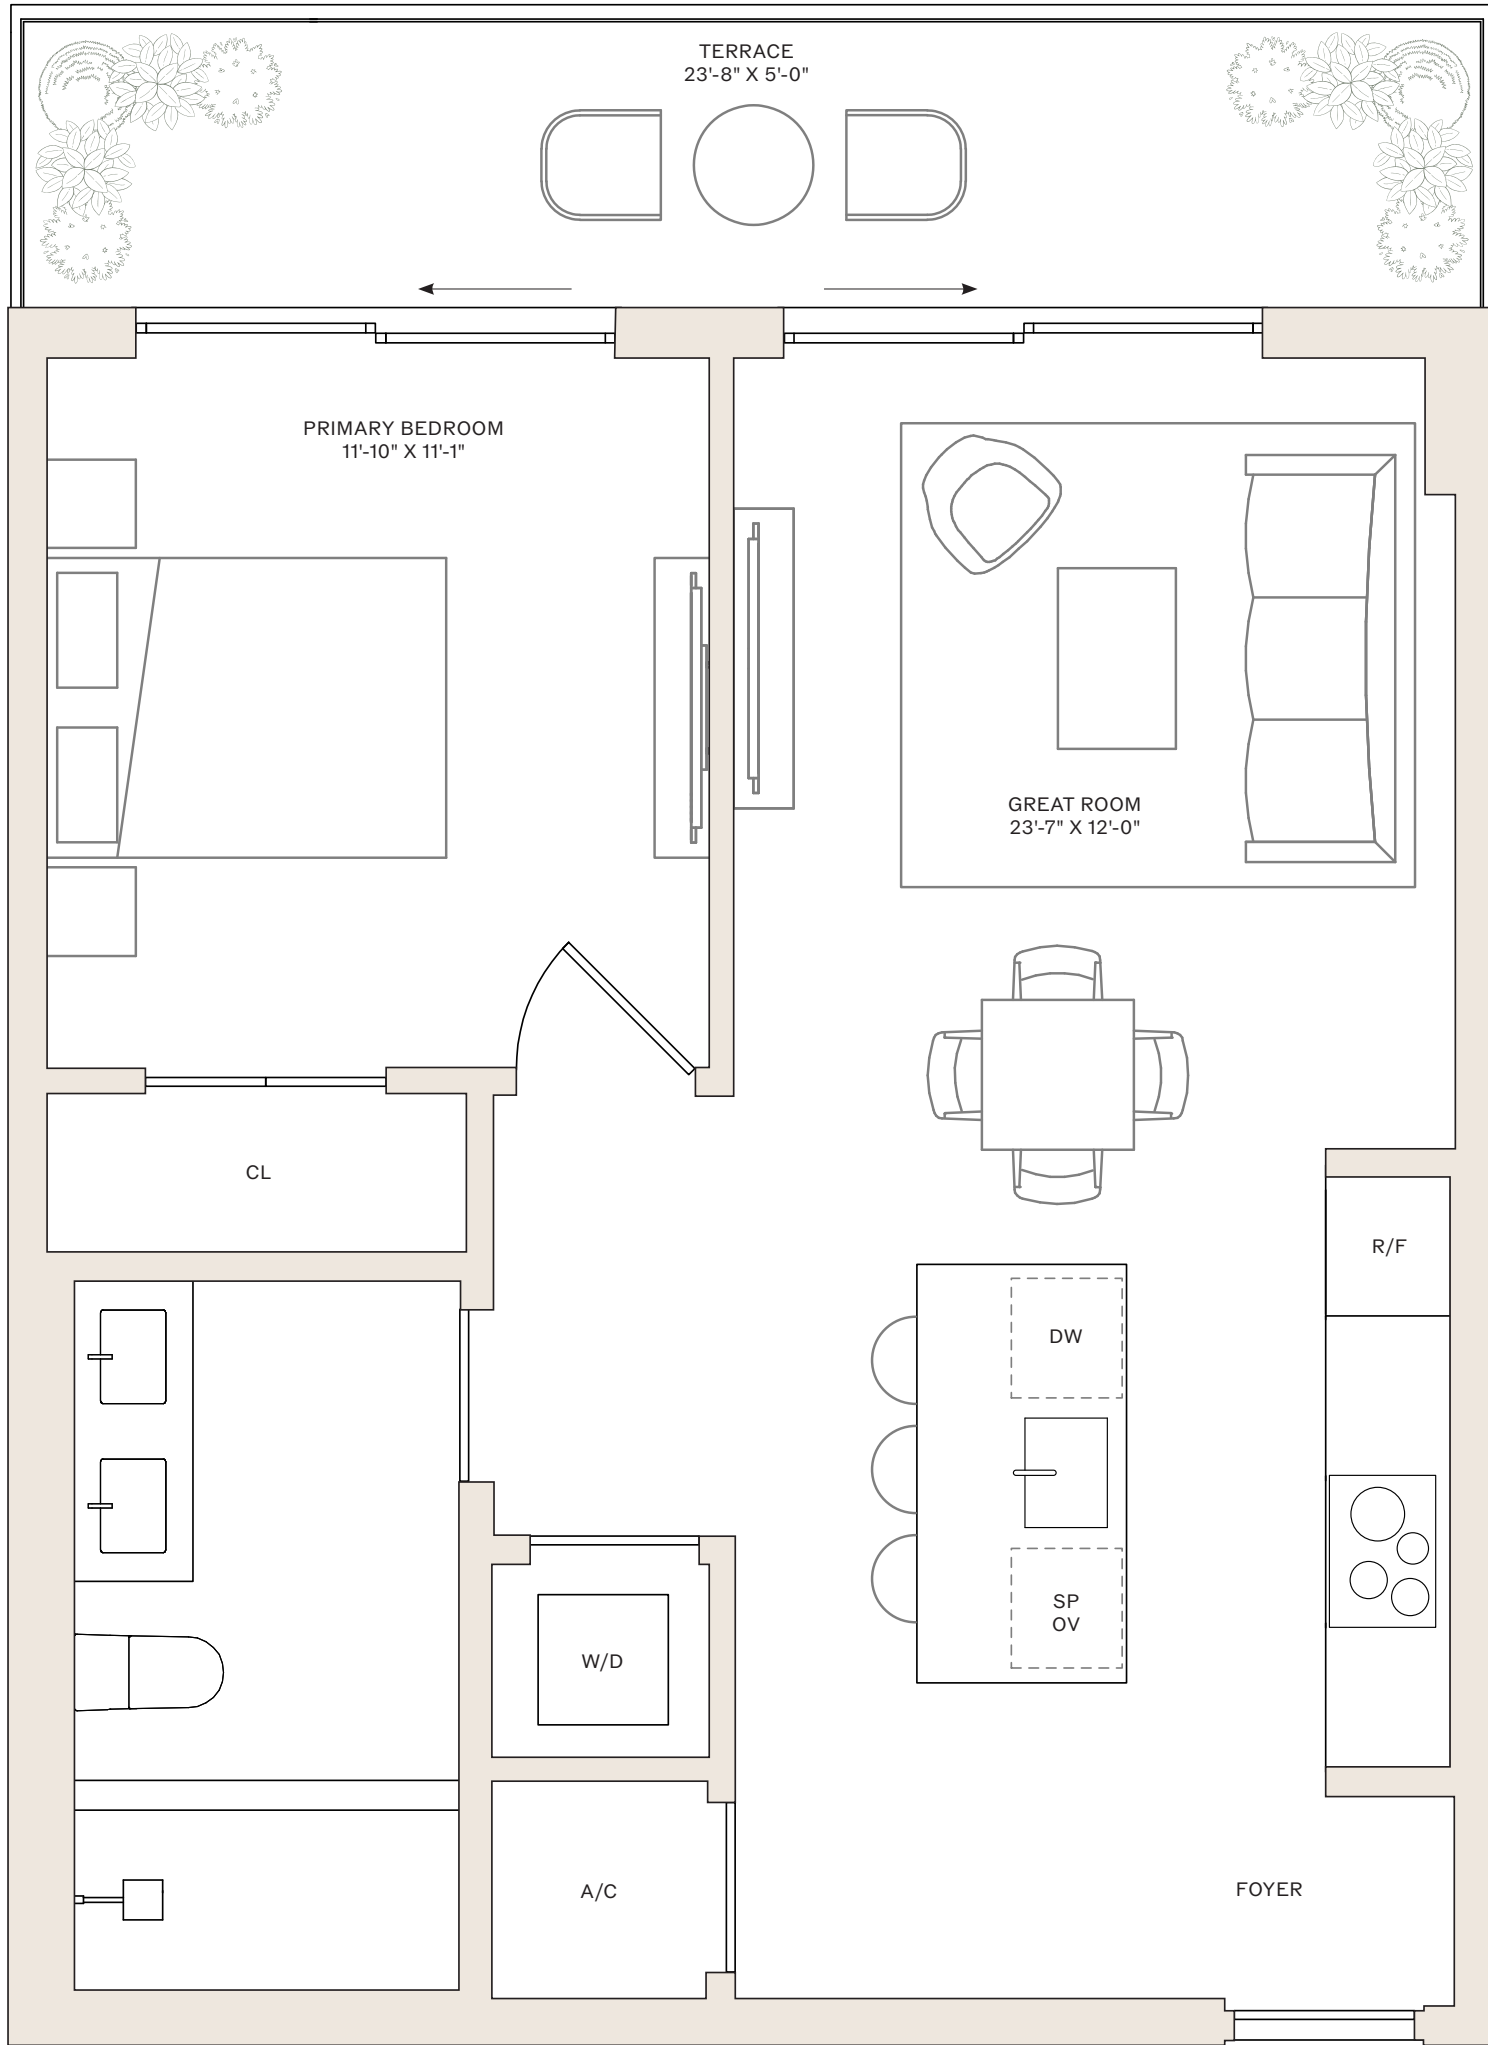 TERRACE
23'-8" X 5'-0"
PRIMARY BEDROOM
11'-10" X 11'-1"
GREAT ROOM
23'-7" X 12'-0"
CL
R/F
DW
SP
OV
W/D
A/C
FOYER